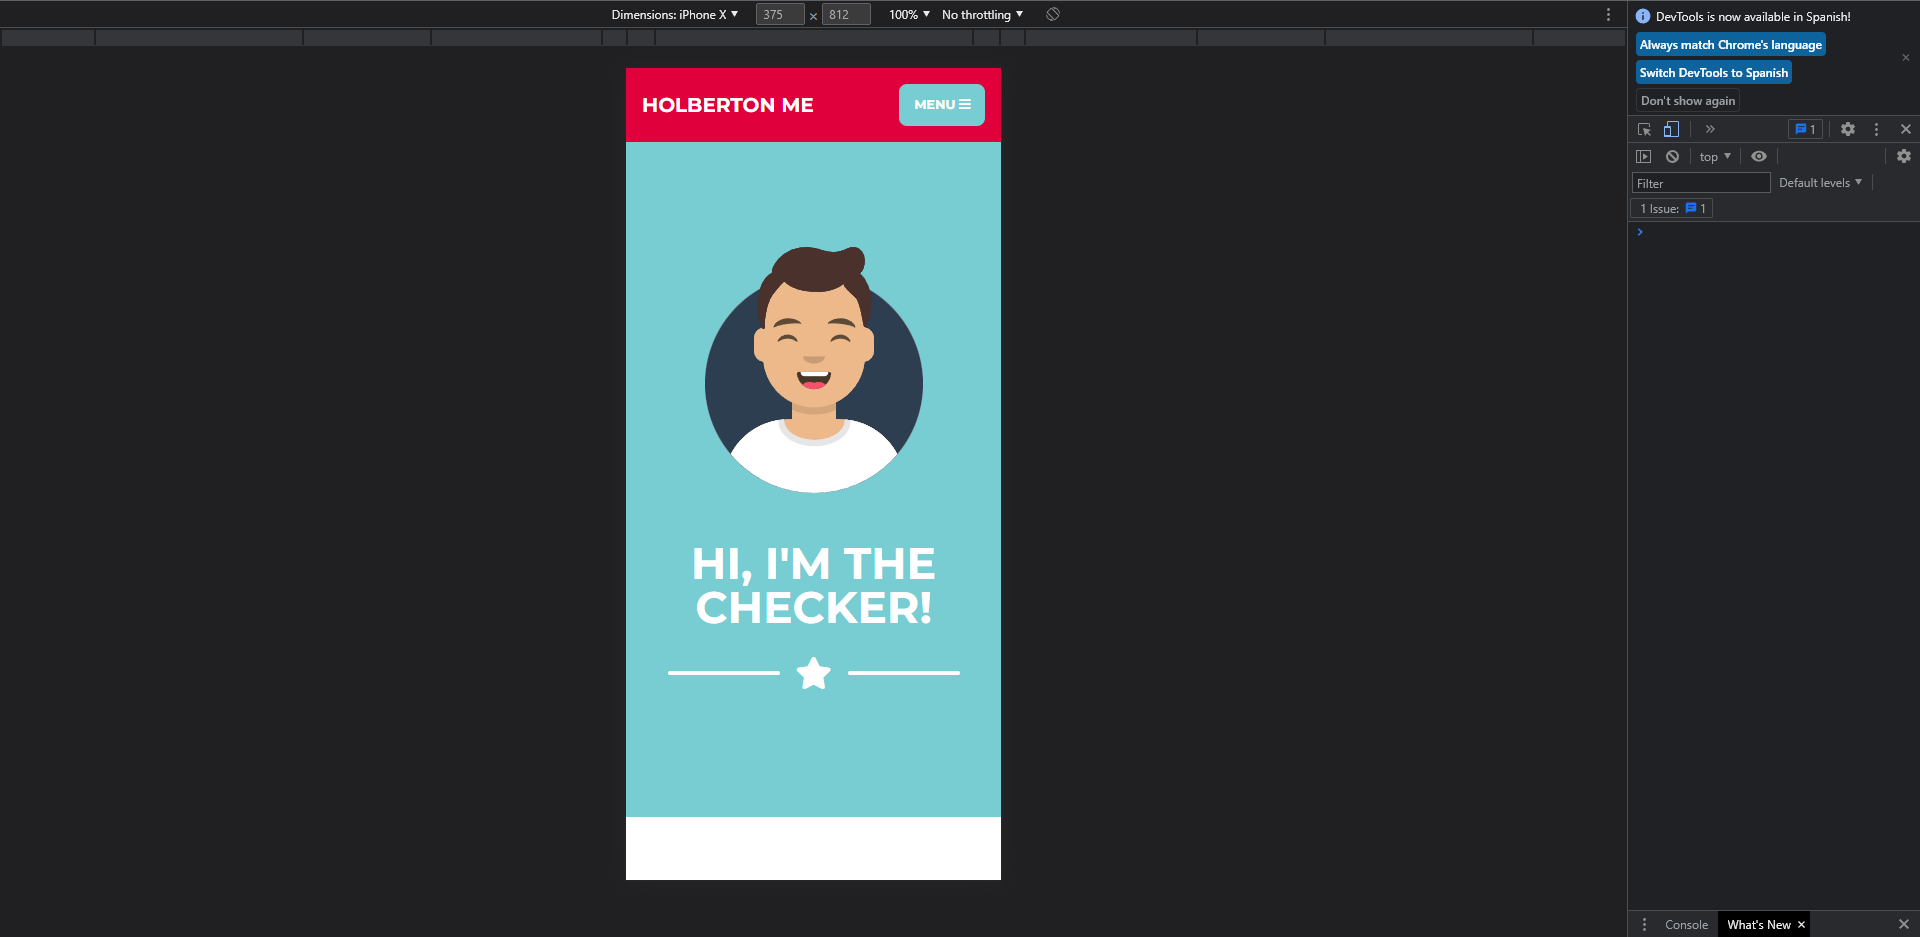 Dimensions: iPhone X ▼ 375 × 812 100% ▼ No throttling ▼
DevTools is now available in Spanish!
Always match Chrome's language
Switch DevTools to Spanish
Don't show again
1
top ▼
Filter Default levels ▼
1 Issue: 1
HOLBERTON ME MENU
HI, I'M THE
CHECKER!
Console What's New